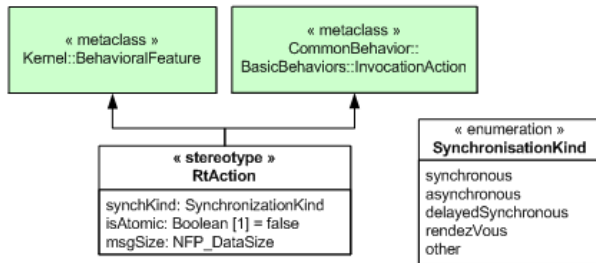 « metaclass »
Kernel::BehavioralFeature
« metaclass »
CommonBehavior::
BasicBehaviors::InvocationAction
« stereotype »
RtAction
synchKind: SynchronizationKind
isAtomic: Boolean [1] = false
msgSize: NFP_DataSize
« enumeration »
SynchronisationKind
synchronous
asynchronous
delayedSynchronous
rendezVous
other